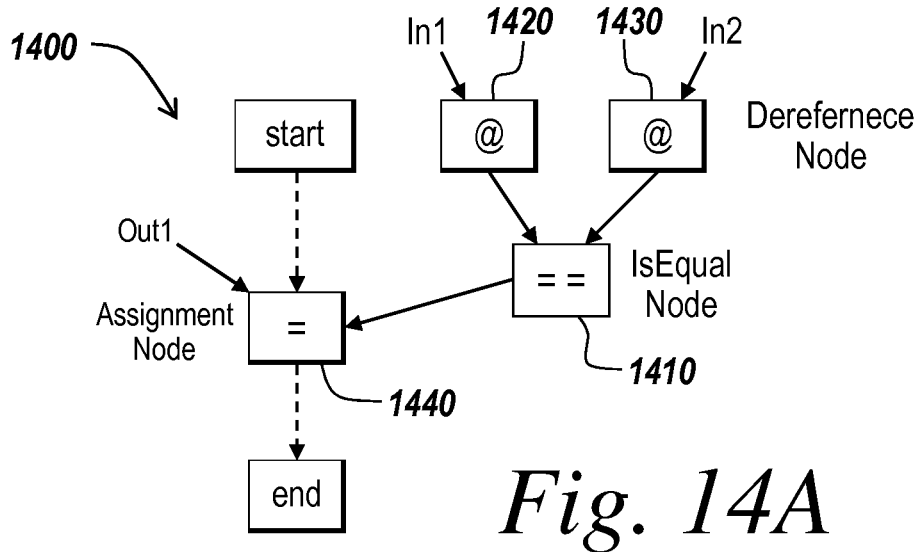 1400
1420
1430
In1
In2
start
@
@
Derefernece
Node
Out1
= =
IsEqual
Node
Assignment
Node
=
1410
1440
end
Fig. 14A